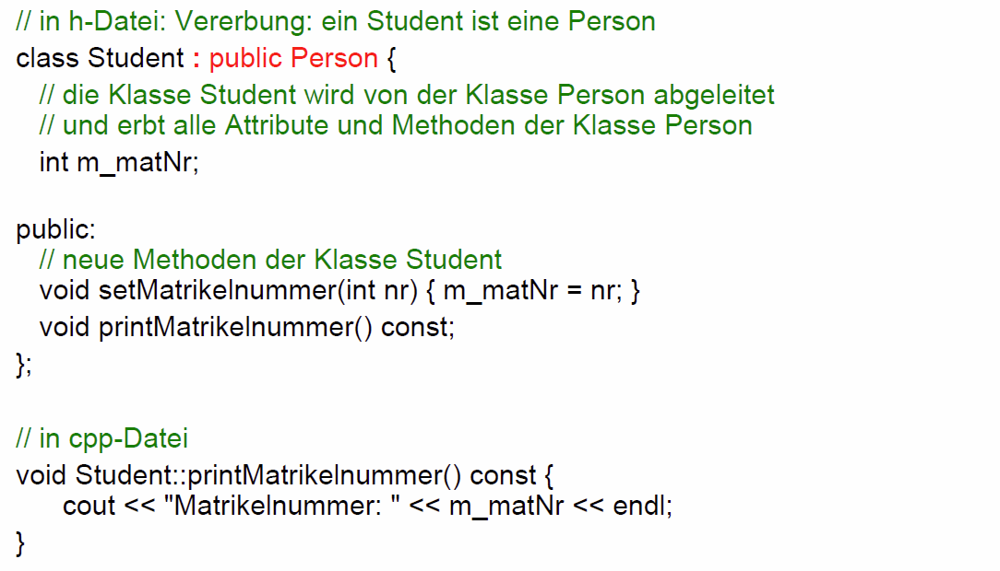 // in h-Datei: Vererbung: ein Student ist eine Person
class Student : public Person {
// die Klasse Student wird von der Klasse Person abgeleitet
// und erbt alle Attribute und Methoden der Klasse Person
int m_matNr;
public:
// neue Methoden der Klasse Student
void setMatrikelnummer(int nr) { m_matNr = nr; }
void printMatrikelnummer() const;
};
// in cpp-Datei
void Student::printMatrikelnummer() const {
cout << "Matrikelnummer: " << m_matNr << endl;
}